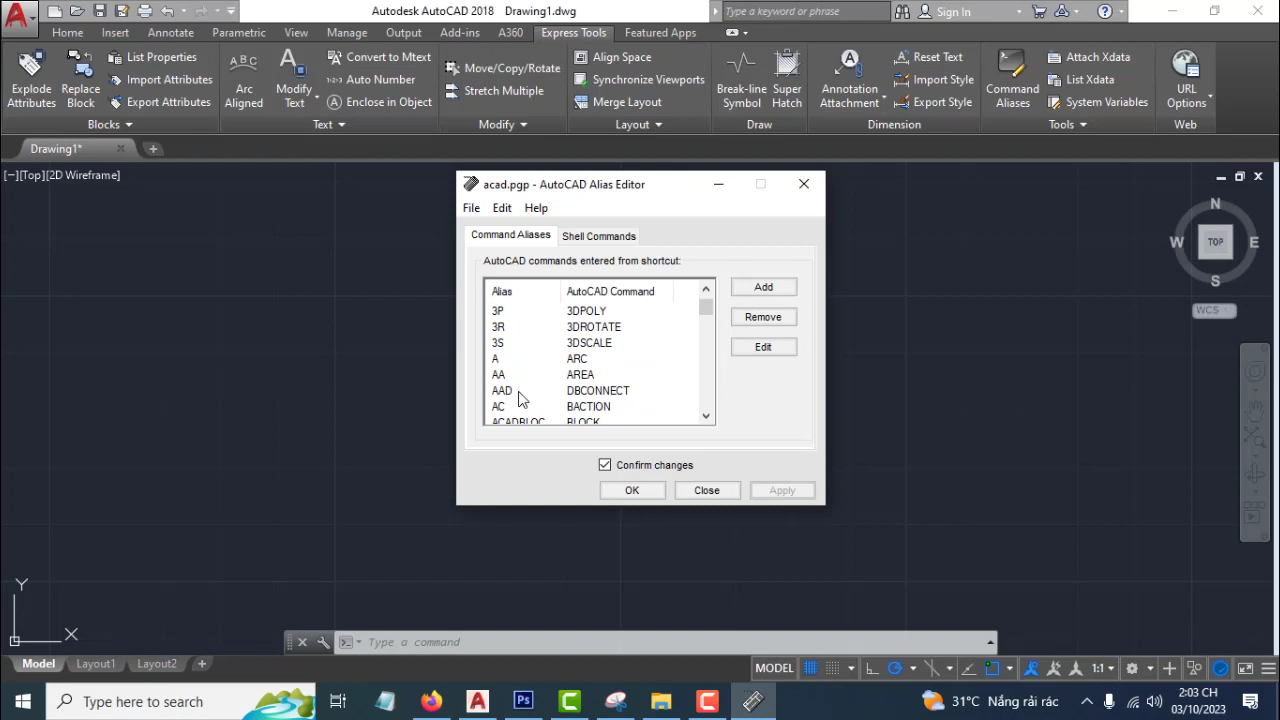 Autodesk AutoCAD 2018 Drawing1.dwg
Type a keyword or phrase
Sign In
Home Insert Annotate Parametric View Manage Output Add-ins A360 Express Tools Featured Apps
Explode Attributes
Replace Block
List Properties
Import Attributes
Export Attributes
Blocks
Arc Aligned
Modify Text
Convert to Mtext
Auto Number
Enclose in Object
Text
Move/Copy/Rotate
Stretch Multiple
Modify
Align Space
Synchronize Viewports
Merge Layout
Layout
Break-line Symbol
Super Hatch
Draw
Annotation Attachment
Reset Text
Import Style
Export Style
Dimension
Command Aliases
Attach Xdata
List Xdata
System Variables
Tools
URL Options
Web
Drawing1*
[−][Top][2D Wireframe]
acad.pgp - AutoCAD Alias Editor
File Edit Help
Command Aliases Shell Commands
AutoCAD commands entered from shortcut:
Alias AutoCAD Command
3P 3DPOLY
3R 3DROTATE
3S 3DSCALE
A ARC
AA AREA
AAD DBCONNECT
AC BACTION
ACADBLOC BLOCK
Add
Remove
Edit
Confirm changes
OK Close Apply
N
W TOP E
S
WCS
Y
X
Type a command
Model Layout1 Layout2
MODEL 1:1
Type here to search
31°C Nắng rải rác
2:03 CH
03/10/2023